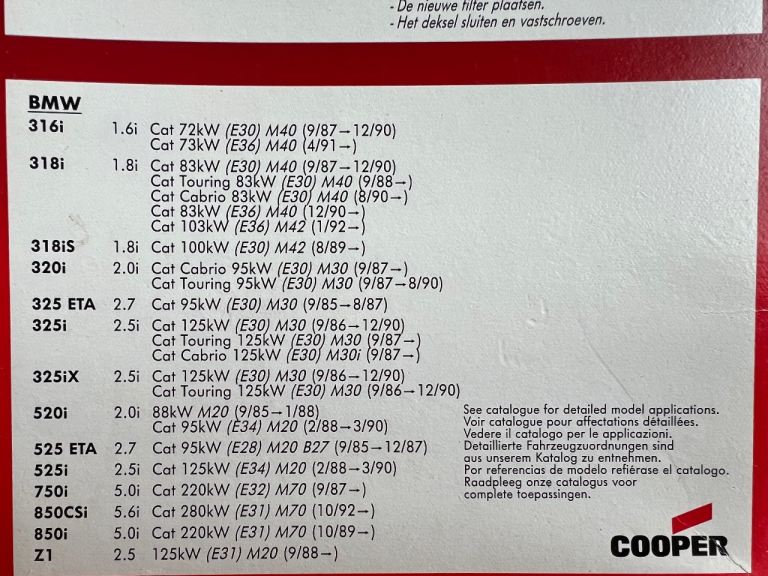 - De nieuwe filter plaatsen.
- Het deksel sluiten en vastschroeven.
BMW
316i 1.6i Cat 72kW (E30) M40 (9/87→12/90)
Cat 73kW (E36) M40 (4/91→)
318i 1.8i Cat 83kW (E30) M40 (9/87→12/90)
Cat Touring 83kW (E30) M40 (9/88→)
Cat Cabrio 83kW (E30) M40 (8/90→)
Cat 83kW (E36) M40 (12/90→)
Cat 103kW (E36) M42 (1/92→)
318iS 1.8i Cat 100kW (E30) M42 (8/89→)
320i 2.0i Cat Cabrio 95kW (E30) M30 (9/87→)
Cat Touring 95kW (E30) M30 (9/87→8/90)
325 ETA 2.7 Cat 95kW (E30) M30 (9/85→8/87)
325i 2.5i Cat 125kW (E30) M30 (9/86→12/90)
Cat Touring 125kW (E30) M30 (9/87→)
Cat Cabrio 125kW (E30) M30i (9/87→)
325iX 2.5i Cat 125kW (E30) M30 (9/86→12/90)
Cat Touring 125kW (E30) M30 (9/86→12/90)
520i 2.0i 88kW M20 (9/85→1/88)
Cat 95kW (E34) M20 (2/88→3/90)
525 ETA 2.7 Cat 95kW (E28) M20 B27 (9/85→12/87)
525i 2.5i Cat 125kW (E34) M20 (2/88→3/90)
750i 5.0i Cat 220kW (E32) M70 (9/87→)
850CSi 5.6i Cat 280kW (E31) M70 (10/92→)
850i 5.0i Cat 220kW (E31) M70 (10/89→)
Z1 2.5 125kW (E31) M20 (9/88→)
See catalogue for detailed model applications.
Voir catalogue pour affectations détaillées.
Vedere il catalogo per le applicazioni.
Detaillierte Fahrzeugzuordnungen sind
aus unserem Katalog zu entnehmen.
Por referencias de modelo refiérase el catalogo.
Raadpleeg onze catalogus voor
complete toepassingen.
COOPER